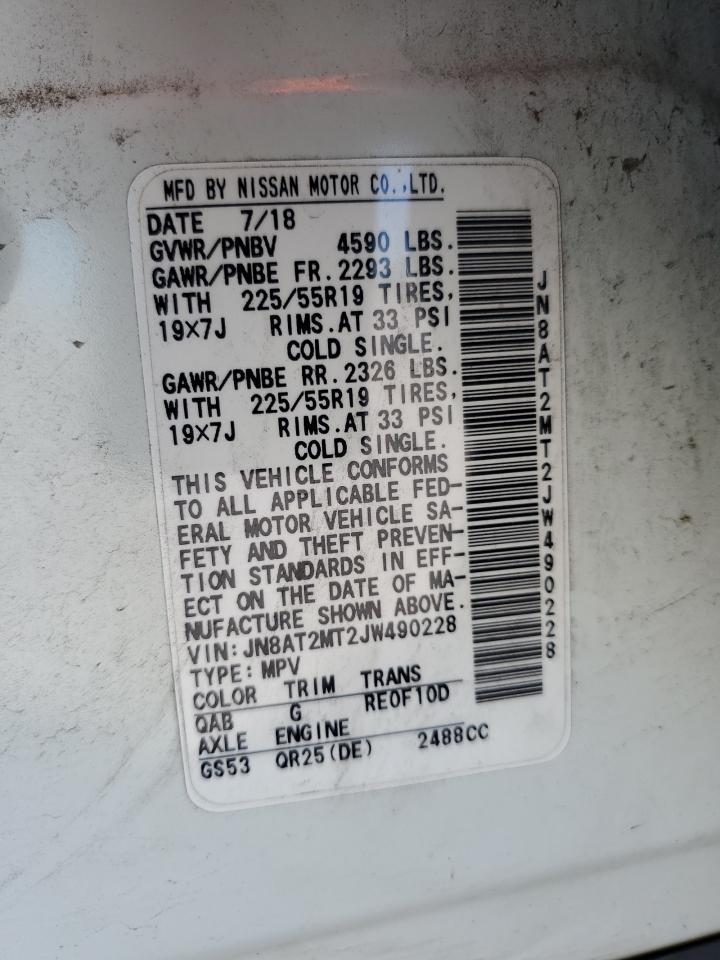 MFD BY NISSAN MOTOR CO.,LTD.
DATE 7/18
GVWR/PNBV 4590 LBS.
GAWR/PNBE FR. 2293 LBS.
WITH 225/55R19 TIRES,
19×7J RIMS.AT 33 PSI
COLD SINGLE.
GAWR/PNBE RR. 2326 LBS.
WITH 225/55R19 TIRES,
19×7J RIMS.AT 33 PSI
COLD SINGLE.
THIS VEHICLE CONFORMS
TO ALL APPLICABLE FED-
ERAL MOTOR VEHICLE SA-
FETY AND THEFT PREVEN-
TION STANDARDS IN EFF-
ECT ON THE DATE OF MA-
NUFACTURE SHOWN ABOVE.
VIN: JN8AT2MT2JW490228
TYPE: MPV
COLOR TRIM TRANS
QAB G RE0F10D
AXLE ENGINE
GS53 QR25(DE) 2488CC
JN8AT2MT2JW490228